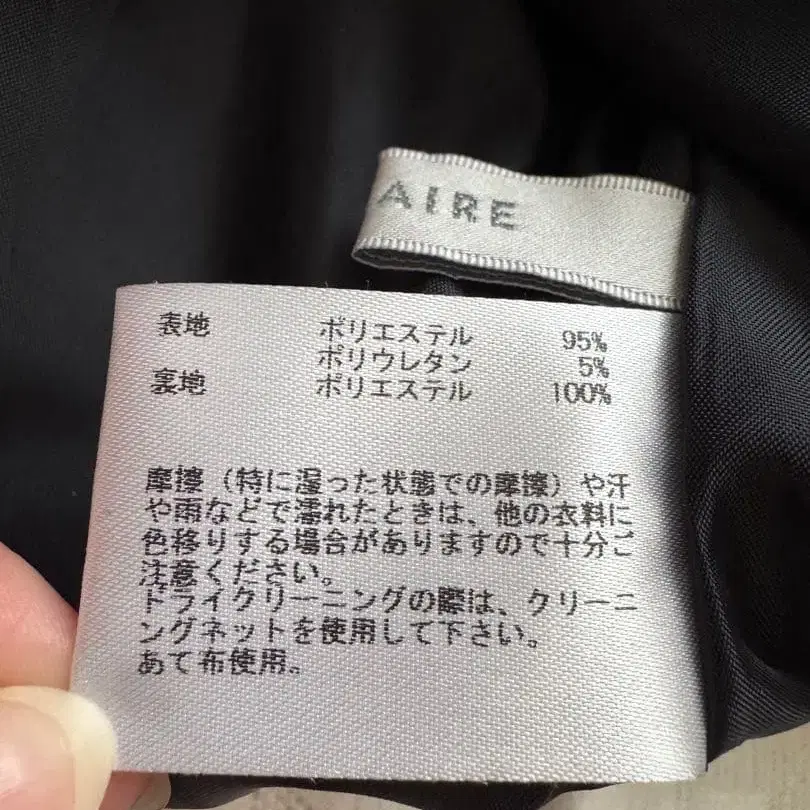 AIRE
表地 ポリエステル 95%
ポリウレタン 5%
裏地 ポリエステル 100%
摩擦（特に湿った状態での摩擦）や汗
や雨などで濡れたときは、他の衣料に
色移りする場合がありますので十分ご
注意ください。
ドライクリーニングの際は、クリーニ
ングネットを使用して下さい。
あて布使用。